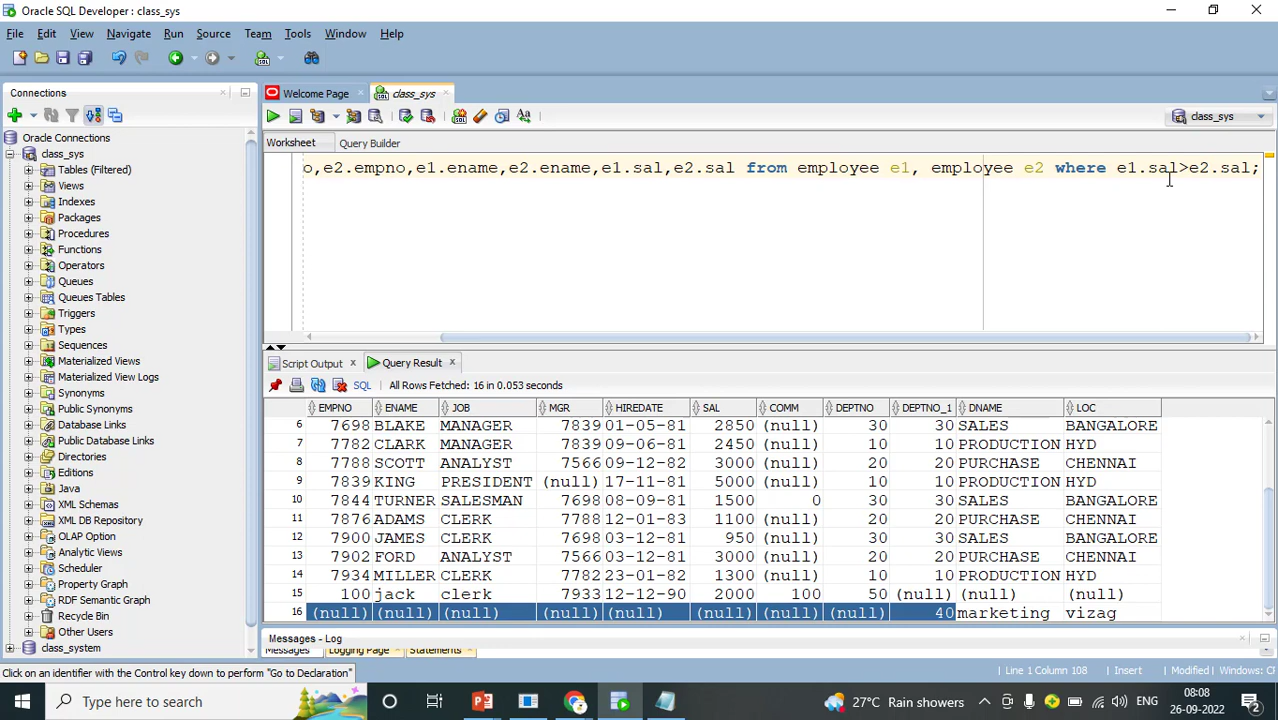 Oracle SQL Developer: class_sys
File Edit View Navigate Run Source Team Tools Window Help
Connections
Welcome Page
class_sys
class_sys
Worksheet Query Builder
Oracle Connections
class_sys
Tables (Filtered)
Views
Indexes
Packages
Procedures
Functions
Operators
Queues
Queues Tables
Triggers
Types
Sequences
Materialized Views
Materialized View Logs
Synonyms
Public Synonyms
Database Links
Public Database Links
Directories
Editions
Java
XML Schemas
XML DB Repository
OLAP Option
Analytic Views
Scheduler
Property Graph
RDF Semantic Graph
Recycle Bin
Other Users
class_system
o,e2.empno,e1.ename,e2.ename,e1.sal,e2.sal from employee e1, employee e2 where e1.sal>e2.sal;
Script Output Query Result
SQL All Rows Fetched: 16 in 0.053 seconds
EMPNO ENAME JOB MGR HIREDATE SAL COMM DEPTNO DEPTNO_1 DNAME LOC
6 7698 BLAKE MANAGER 7839 01-05-81 2850 (null) 30 30 SALES BANGALORE
7 7782 CLARK MANAGER 7839 09-06-81 2450 (null) 10 10 PRODUCTION HYD
8 7788 SCOTT ANALYST 7566 09-12-82 3000 (null) 20 20 PURCHASE CHENNAI
9 7839 KING PRESIDENT (null) 17-11-81 5000 (null) 10 10 PRODUCTION HYD
10 7844 TURNER SALESMAN 7698 08-09-81 1500 0 30 30 SALES BANGALORE
11 7876 ADAMS CLERK 7788 12-01-83 1100 (null) 20 20 PURCHASE CHENNAI
12 7900 JAMES CLERK 7698 03-12-81 950 (null) 30 30 SALES BANGALORE
13 7902 FORD ANALYST 7566 03-12-81 3000 (null) 20 20 PURCHASE CHENNAI
14 7934 MILLER CLERK 7782 23-01-82 1300 (null) 10 10 PRODUCTION HYD
15 100 jack clerk 7933 12-12-90 2000 100 50 (null) (null) (null)
16 (null) (null) (null) (null) (null) (null) (null) (null) 40 marketing vizag
Messages - Log
Messages Logging Page Statements
Click on an identifier with the Control key down to perform "Go to Declaration"
Line 1 Column 108 Insert Modified Windows: CF
Type here to search
27°C Rain showers
ENG
08:08
26-09-2022
2